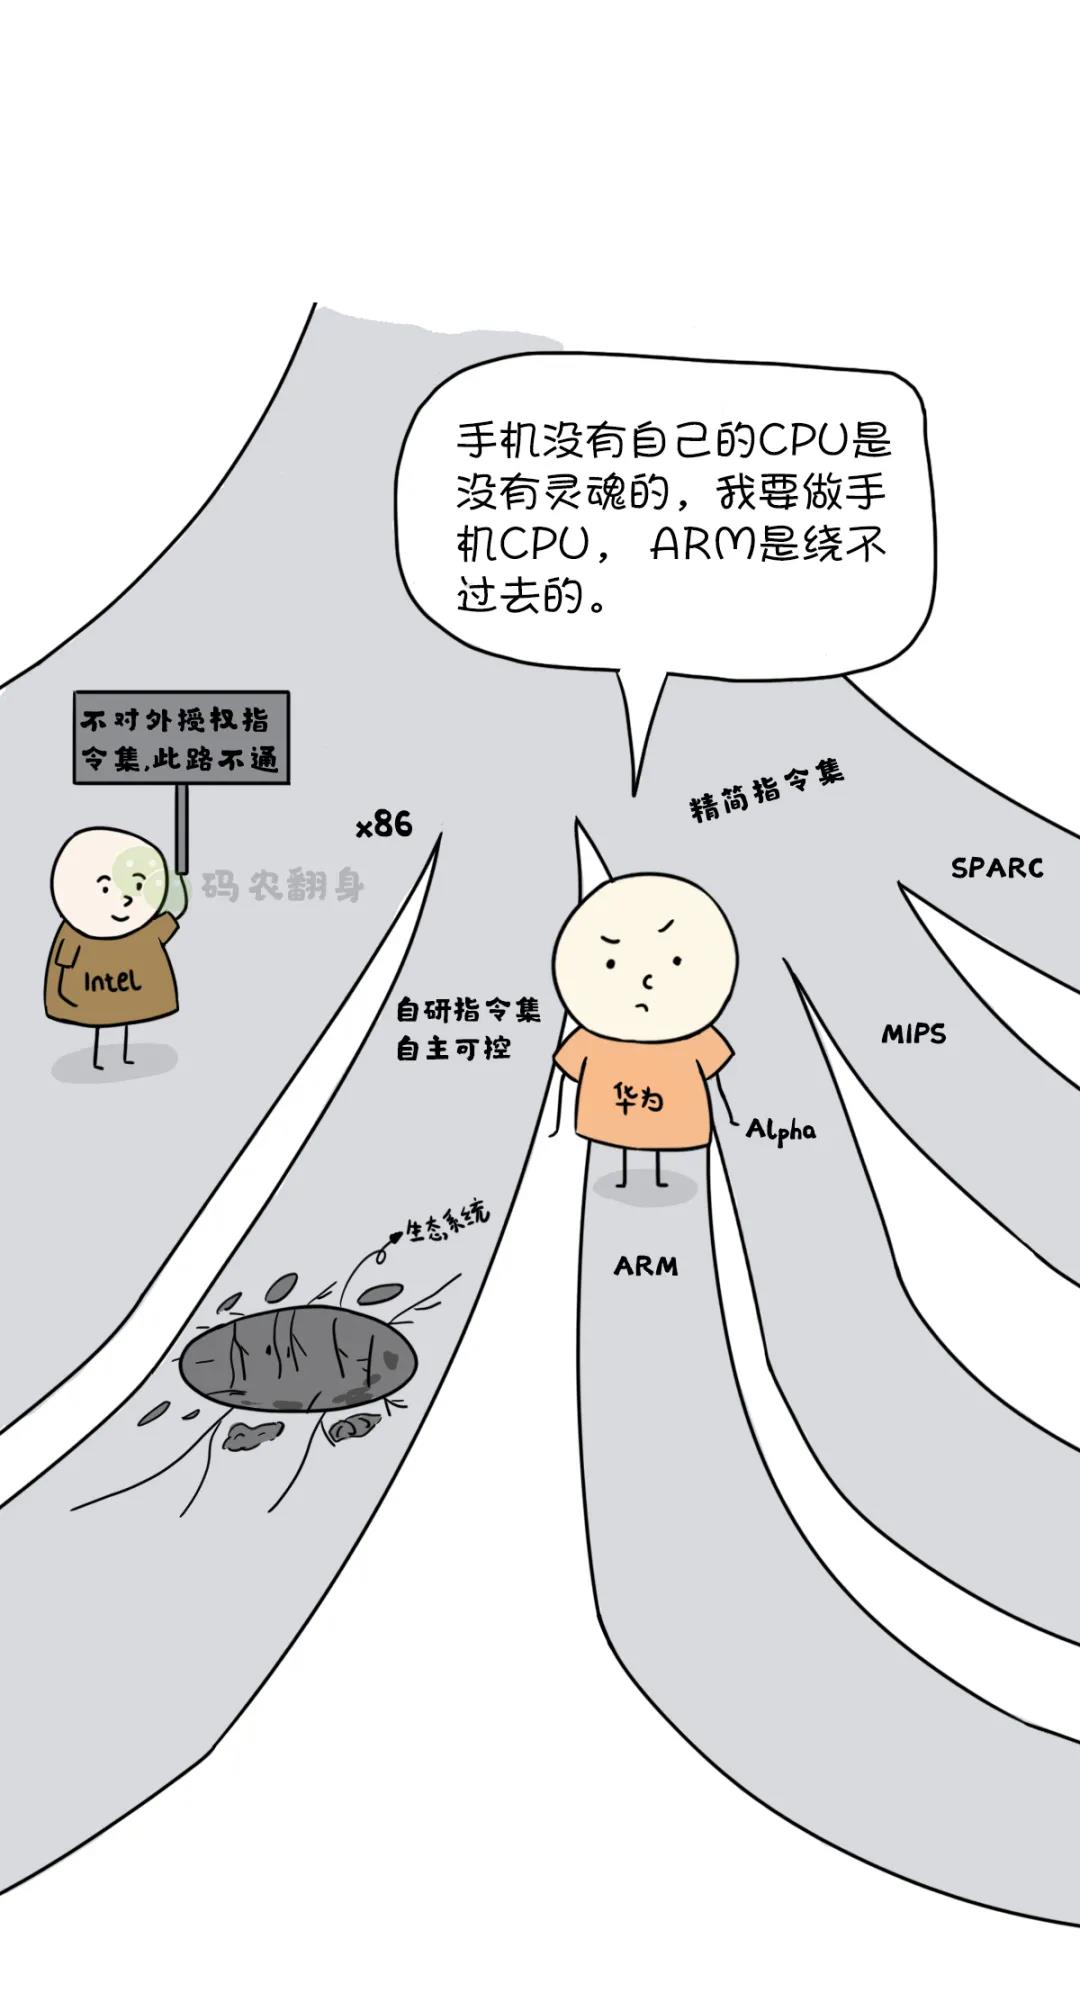 手机没有自己的CPU是
没有灵魂的，我要做手
机CPU， ARM是绕不
过去的。
不对外授权指
令集,此路不通
x86
精简指令集
SPARC
码农翻身
Intel
自研指令集
自主可控
MIPS
华为
Alpha
生态系统
ARM